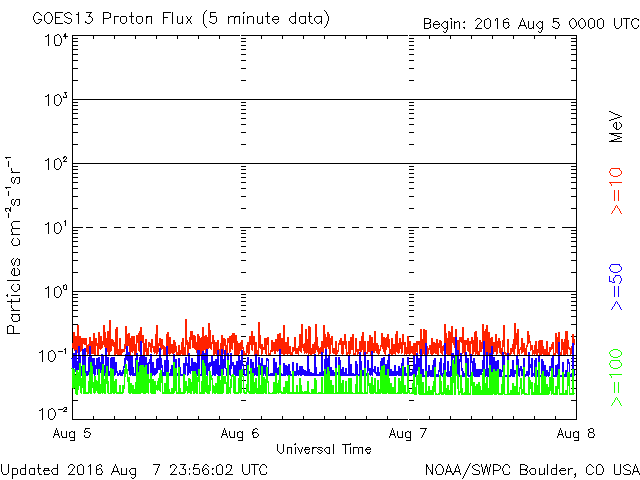 GOES13 Proton Flux (5 minute data)
Begin: 2016 Aug 5 0000 UTC
10⁴
10³
10²
10¹
10⁰
10⁻¹
10⁻²
Particles cm⁻²s⁻¹sr⁻¹
MeV
>=10
>=50
>=100
Aug 5
Aug 6
Aug 7
Aug 8
Universal Time
Updated 2016 Aug 7 23:56:02 UTC
NOAA/SWPC Boulder, CO USA